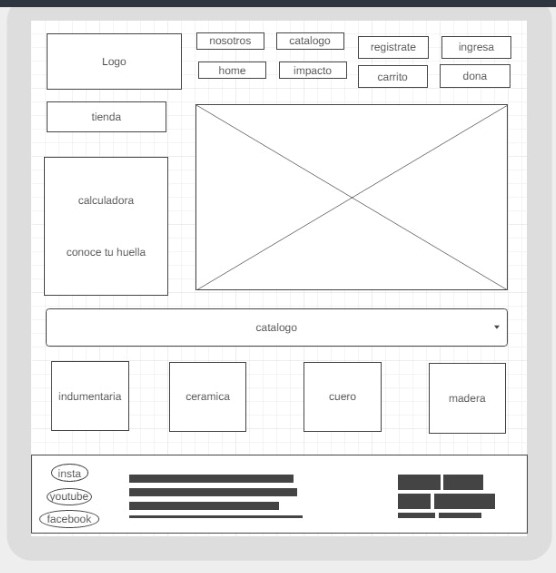 Logo
nosotros
catalogo
registrate
ingresa
home
impacto
carrito
dona
tienda
calculadora
conoce tu huella
catalogo
indumentaria
ceramica
cuero
madera
insta
youtube
facebook